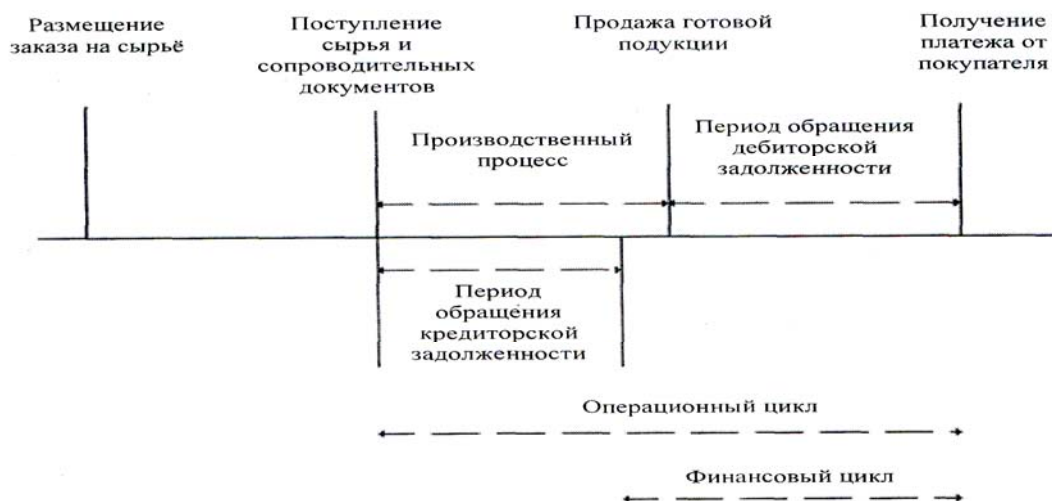 Размещение
заказа на сырьё
Поступление
сырья и
сопроводительных
документов
Продажа готовой
подукции
Получение
платежа от
покупателя
Производственный
процесс
Период обращения
дебиторской
задолженности
Период
обращения
кредиторской
задолженности
Операционный цикл
Финансовый цикл